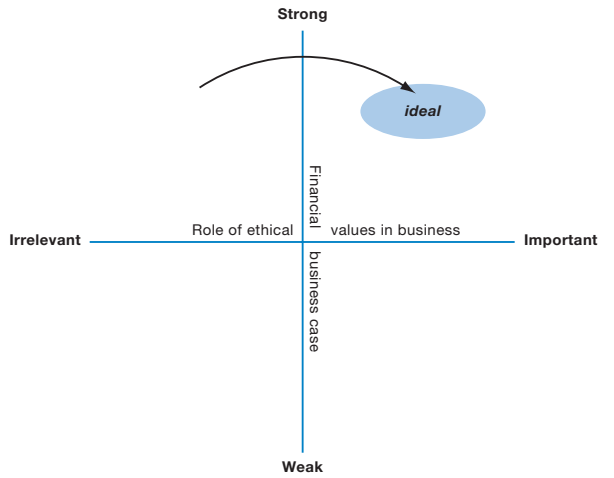 Strong
ideal
Financial business case
Role of ethical values in business
Irrelevant
Important
Weak